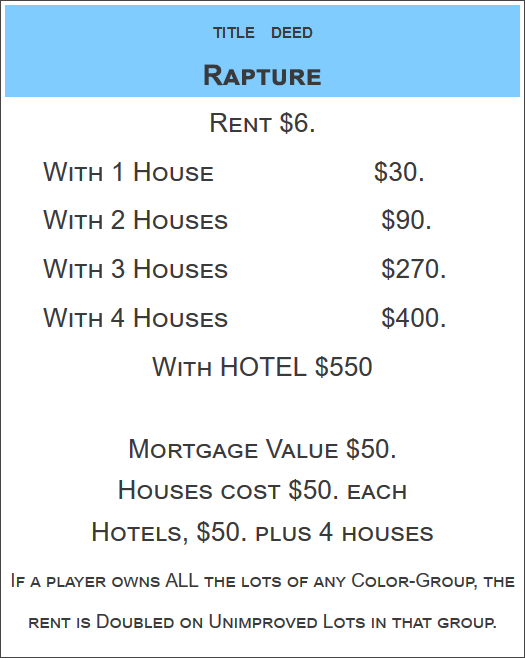 TITLE DEED
RAPTURE
RENT $6.
WITH 1 HOUSE $30.
WITH 2 HOUSES $90.
WITH 3 HOUSES $270.
WITH 4 HOUSES $400.
WITH HOTEL $550
MORTGAGE VALUE $50.
HOUSES COST $50. EACH
HOTELS, $50. PLUS 4 HOUSES
IF A PLAYER OWNS ALL THE LOTS OF ANY COLOR-GROUP, THE
RENT IS DOUBLED ON UNIMPROVED LOTS IN THAT GROUP.